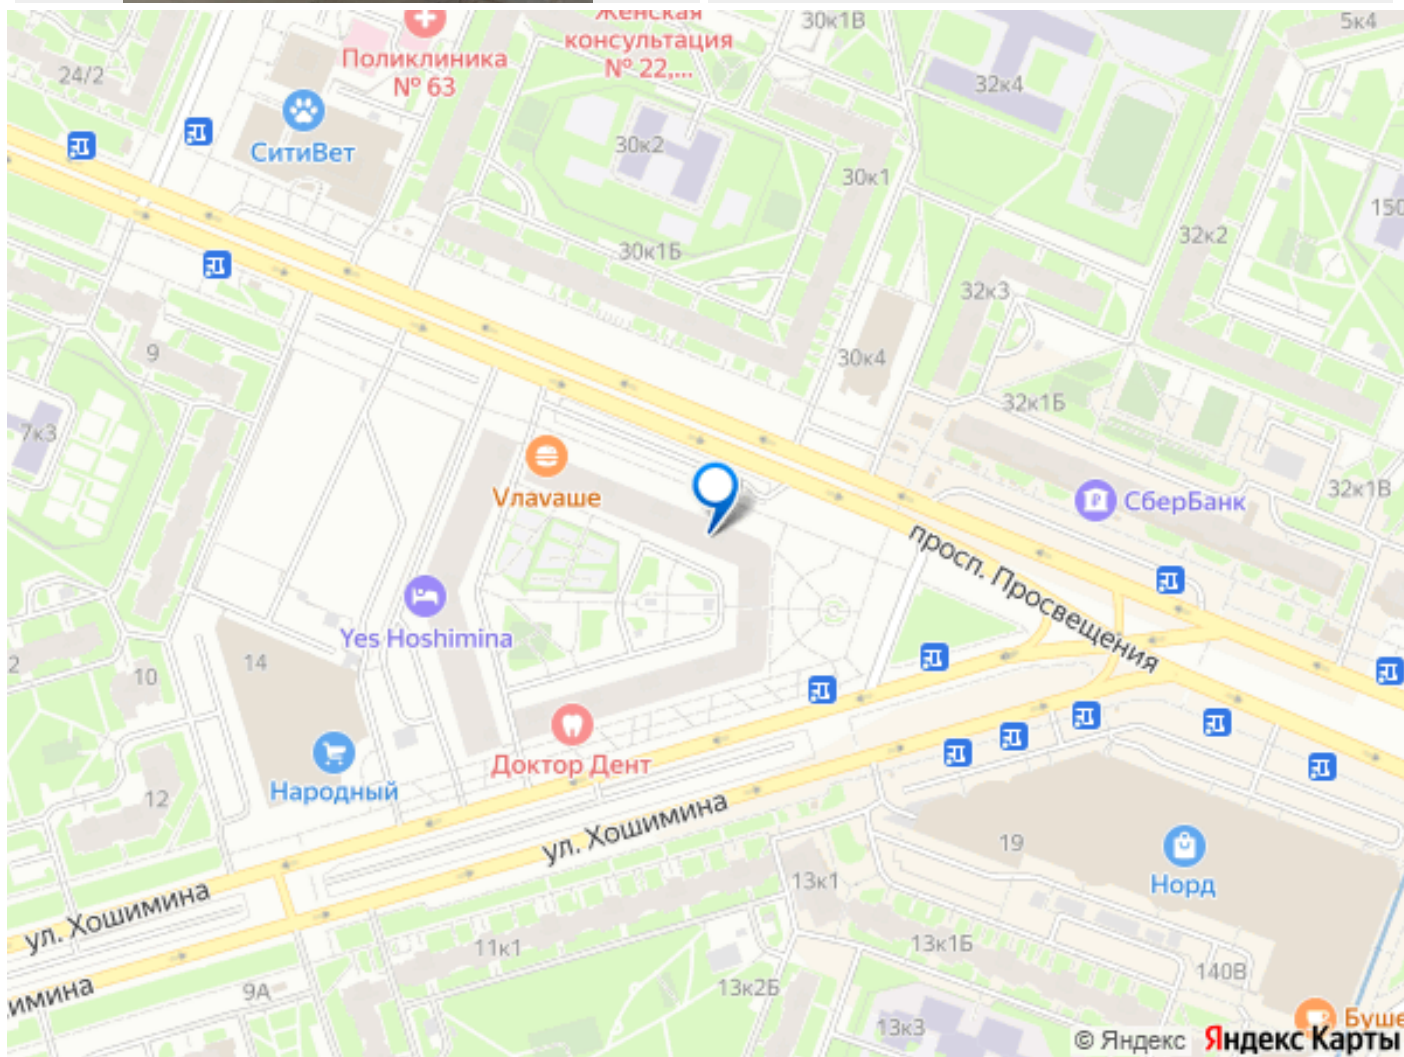 Женская
консультация
№ 22,...
30к1В
5к4
Поликлиника
№ 63
24/2
32к4
СитиВет
30к2
30к1
150
32к2
30к1Б
32к3
9
30к4
32к1Б
7к3
Vлаvаше
32к1В
СберБанк
просп. Просвещения
Yes Hoshimina
14
2
10
Доктор Дент
Народный
12
ул. Хошимина
19
Норд
13к1
ул. Хошимина
11к1
13к1Б
140В
13к2Б
9А
имина
13к3
Буше
© Яндекс Яндекс Карты